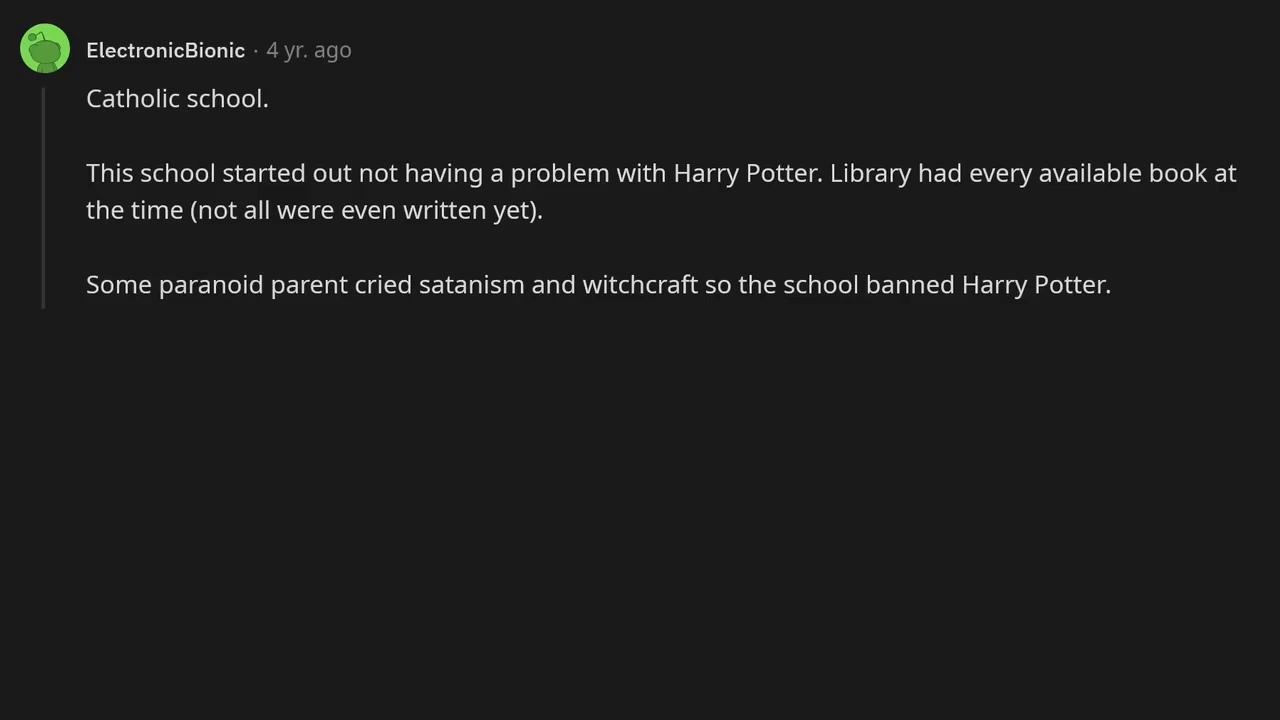 ElectronicBionic · 4 yr. ago
Catholic school.
This school started out not having a problem with Harry Potter. Library had every available book at
the time (not all were even written yet).
Some paranoid parent cried satanism and witchcraft so the school banned Harry Potter.